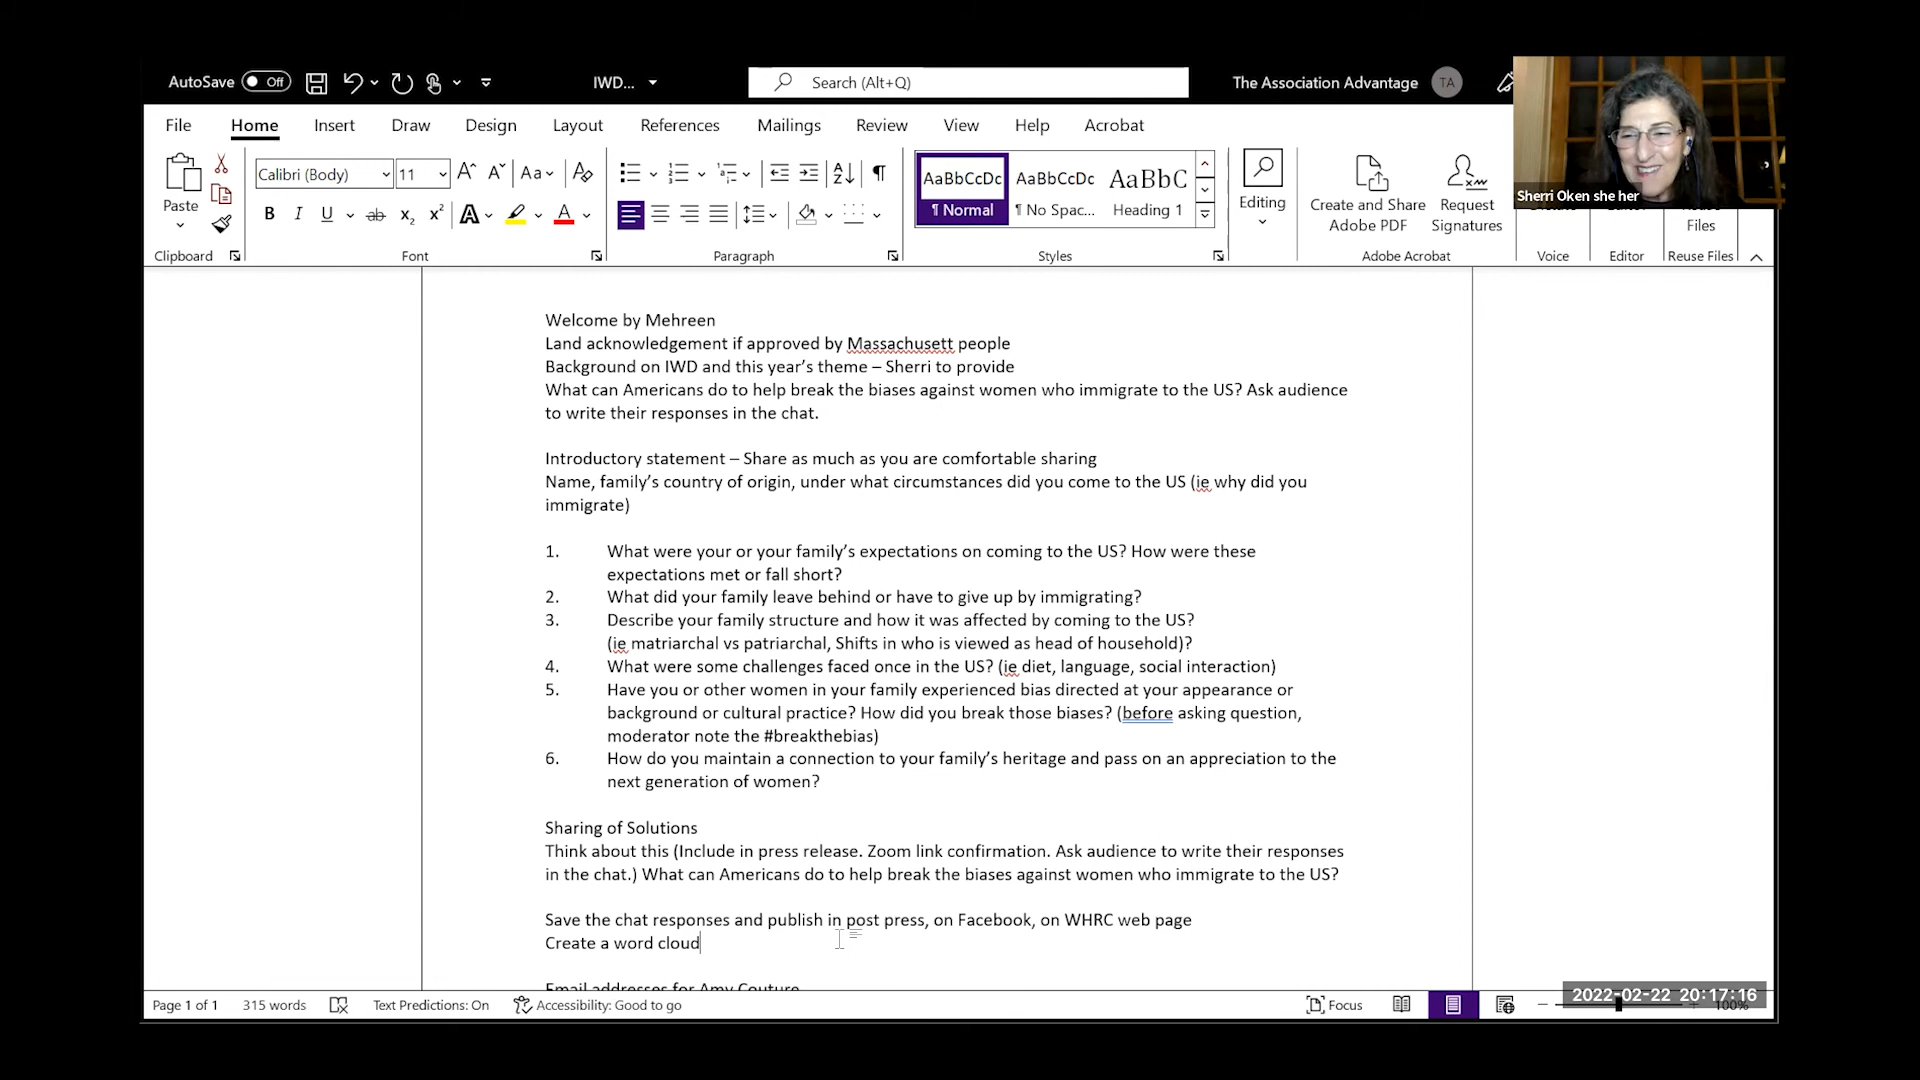 AutoSave Off IWD... Search (Alt+Q) The Association Advantage TA
File Home Insert Draw Design Layout References Mailings Review View Help Acrobat
Paste Calibri (Body) 11 Aa AaBbCcDc AaBbCcDc AaBbC Editing Create and Share Request
¶ Normal ¶ No Spac... Heading 1 Adobe PDF Signatures Files
Sherri Oken she her
Clipboard Font Paragraph Styles Adobe Acrobat Voice Editor Reuse Files
Welcome by Mehreen
Land acknowledgement if approved by Massachusett people
Background on IWD and this year’s theme – Sherri to provide
What can Americans do to help break the biases against women who immigrate to the US? Ask audience
to write their responses in the chat.
Introductory statement – Share as much as you are comfortable sharing
Name, family’s country of origin, under what circumstances did you come to the US (ie why did you
immigrate)
1. What were your or your family’s expectations on coming to the US? How were these
expectations met or fall short?
2. What did your family leave behind or have to give up by immigrating?
3. Describe your family structure and how it was affected by coming to the US?
(ie matriarchal vs patriarchal, Shifts in who is viewed as head of household)?
4. What were some challenges faced once in the US? (ie diet, language, social interaction)
5. Have you or other women in your family experienced bias directed at your appearance or
background or cultural practice? How did you break those biases? (before asking question,
moderator note the #breakthebias)
6. How do you maintain a connection to your family’s heritage and pass on an appreciation to the
next generation of women?
Sharing of Solutions
Think about this (Include in press release. Zoom link confirmation. Ask audience to write their responses
in the chat.) What can Americans do to help break the biases against women who immigrate to the US?
Save the chat responses and publish in post press, on Facebook, on WHRC web page
Create a word cloud
Email addresses for Amy Couture
Page 1 of 1 315 words Text Predictions: On Accessibility: Good to go Focus 100%
2022-02-22 20:17:16